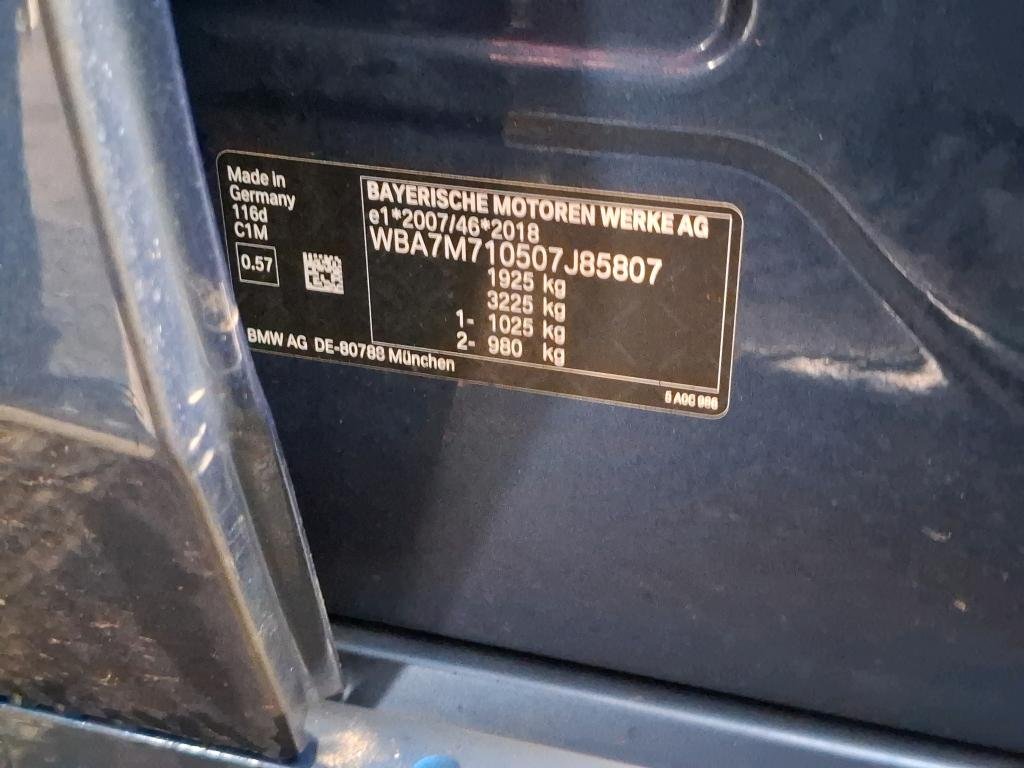 Made in
Germany
116d
C1M
0.57
BMW AG DE-80788 München
BAYERISCHE MOTOREN WERKE AG
e1*2007/46*2018
WBA7M710507J85807
1925 kg
3225 kg
1- 1025 kg
2- 980 kg